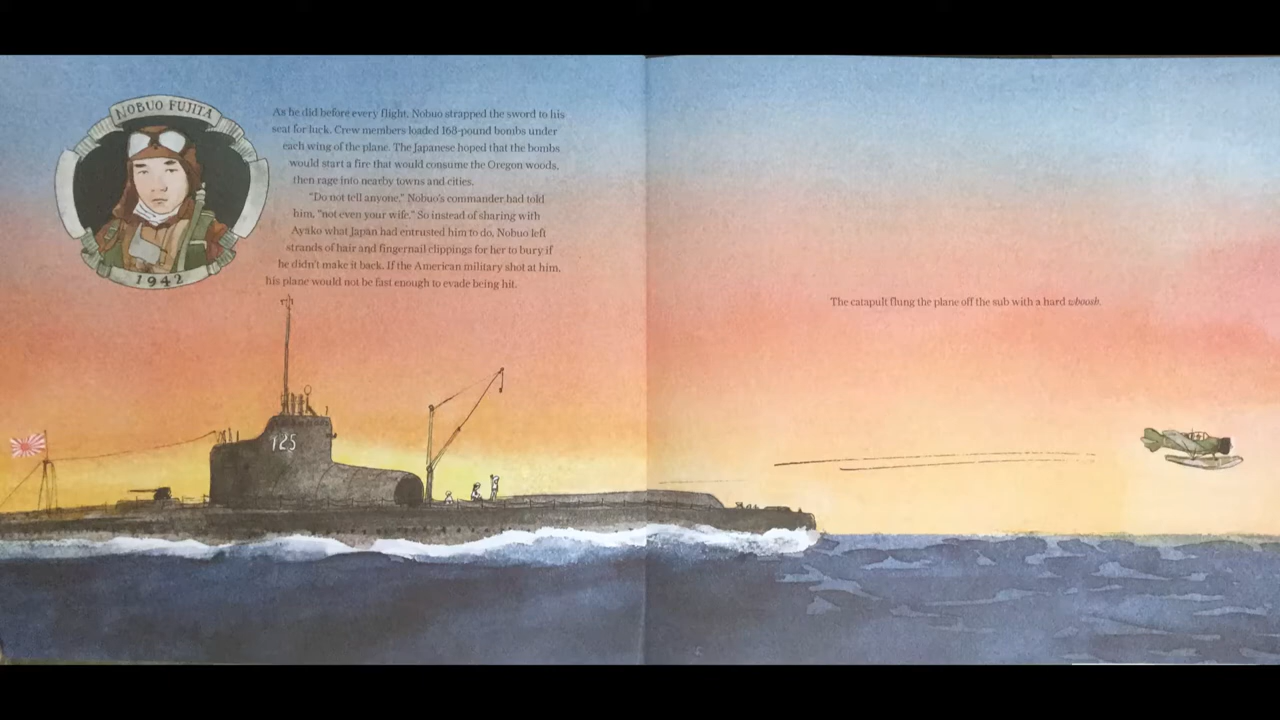 NOBUO FUJITA
1942
As he did before every flight, Nobuo strapped the sword to his
seat for luck. Crew members loaded 168-pound bombs under
each wing of the plane. The Japanese hoped that the bombs
would start a fire that would consume the Oregon woods,
then rage into nearby towns and cities.
"Do not tell anyone," Nobuo's commander had told
him, "not even your wife." So instead of sharing with
Ayako what Japan had entrusted him to do, Nobuo left
strands of hair and fingernail clippings for her to bury if
he didn't make it back. If the American military shot at him,
his plane would not be fast enough to evade being hit.
I25
The catapult flung the plane off the sub with a hard whoosh.